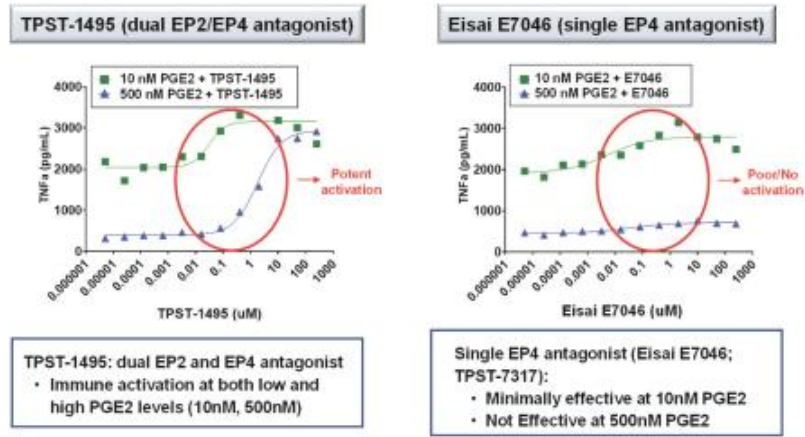 TPST-1495 (dual EP2/EP4 antagonist)
10 nM PGE2 + TPST-1495
500 nM PGE2 + TPST-1495
4000
3000
2000
1000
0
TNFa (pg/mL)
Potent
activation
0.000001
0.00001
0.0001
0.001
0.01
0.1
1
10
100
1000
TPST-1495 (uM)
TPST-1495: dual EP2 and EP4 antagonist
• Immune activation at both low and
high PGE2 levels (10nM, 500nM)
Eisai E7046 (single EP4 antagonist)
10 nM PGE2 + E7046
500 nM PGE2 + E7046
4000
3000
2000
1000
0
TNFa (pg/mL)
Poor/No
activation
0.000001
0.00001
0.0001
0.001
0.01
0.1
1
10
100
1000
Eisai E7046 (uM)
Single EP4 antagonist (Eisai E7046;
TPST-7317):
• Minimally effective at 10nM PGE2
• Not Effective at 500nM PGE2